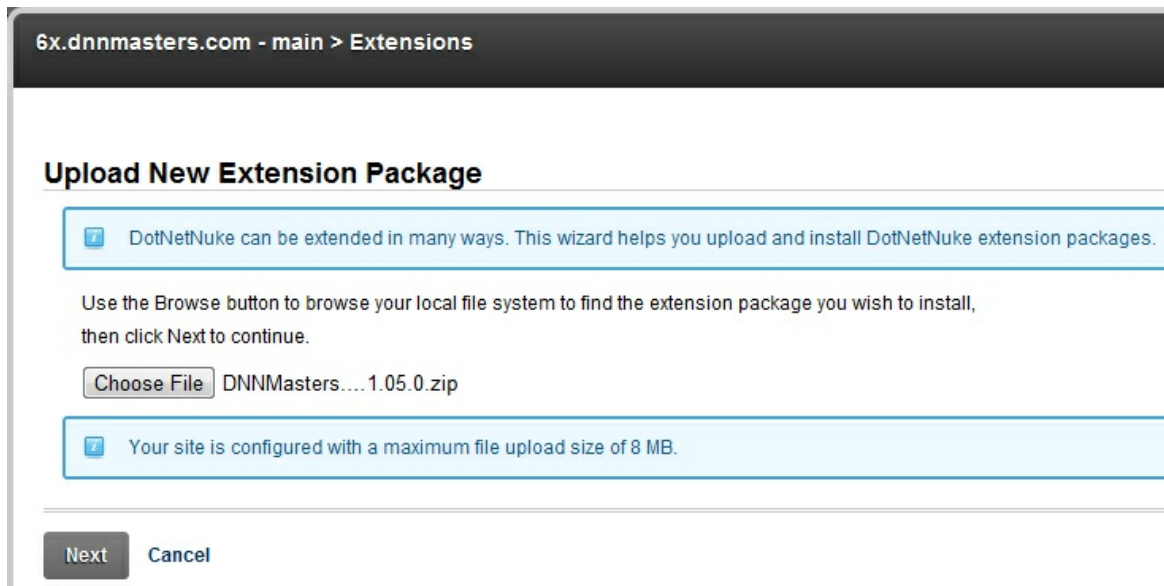 6x.dnnmasters.com - main > Extensions
Upload New Extension Package
DotNetNuke can be extended in many ways. This wizard helps you upload and install DotNetNuke extension packages.
Use the Browse button to browse your local file system to find the extension package you wish to install,
then click Next to continue.
Choose File DNNMasters....1.05.0.zip
Your site is configured with a maximum file upload size of 8 MB.
Next Cancel